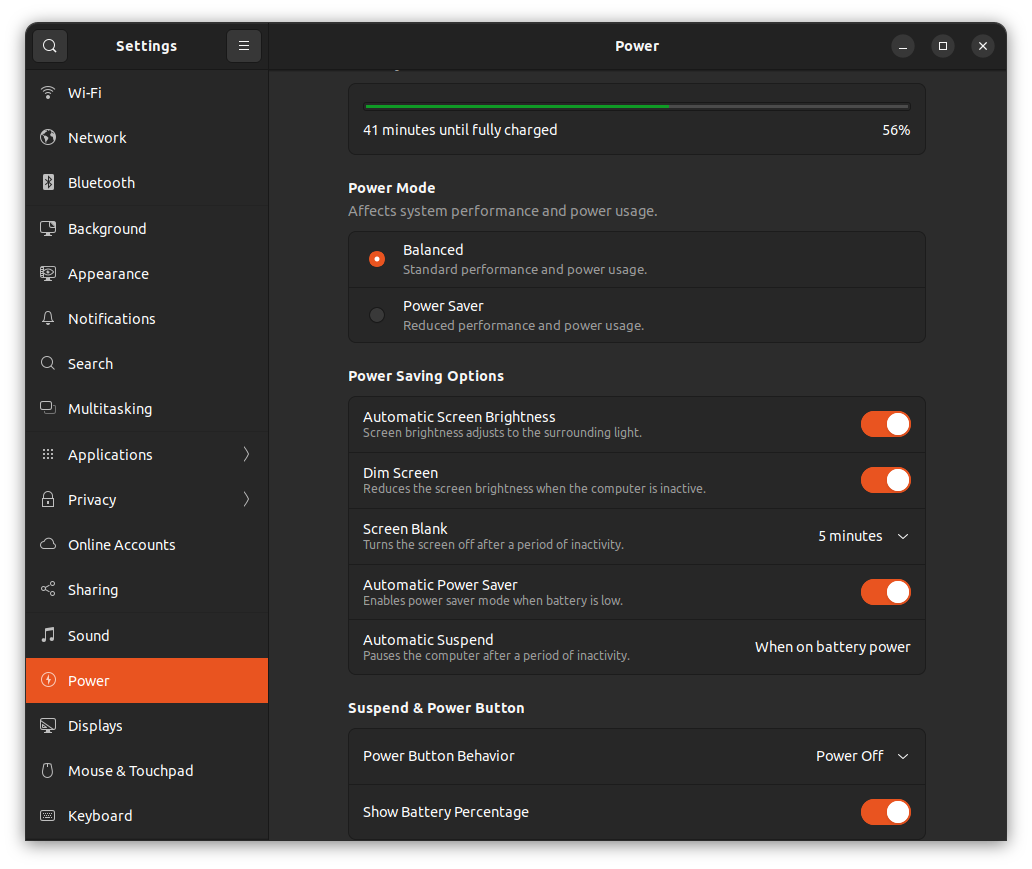 Settings
Power
Wi-Fi
Network
Bluetooth
Background
Appearance
Notifications
Search
Multitasking
Applications
Privacy
Online Accounts
Sharing
Sound
Power
Displays
Mouse & Touchpad
Keyboard
41 minutes until fully charged 56%
Power Mode
Affects system performance and power usage.
Balanced
Standard performance and power usage.
Power Saver
Reduced performance and power usage.
Power Saving Options
Automatic Screen Brightness
Screen brightness adjusts to the surrounding light.
Dim Screen
Reduces the screen brightness when the computer is inactive.
Screen Blank
Turns the screen off after a period of inactivity.
5 minutes
Automatic Power Saver
Enables power saver mode when battery is low.
Automatic Suspend
Pauses the computer after a period of inactivity.
When on battery power
Suspend & Power Button
Power Button Behavior Power Off
Show Battery Percentage